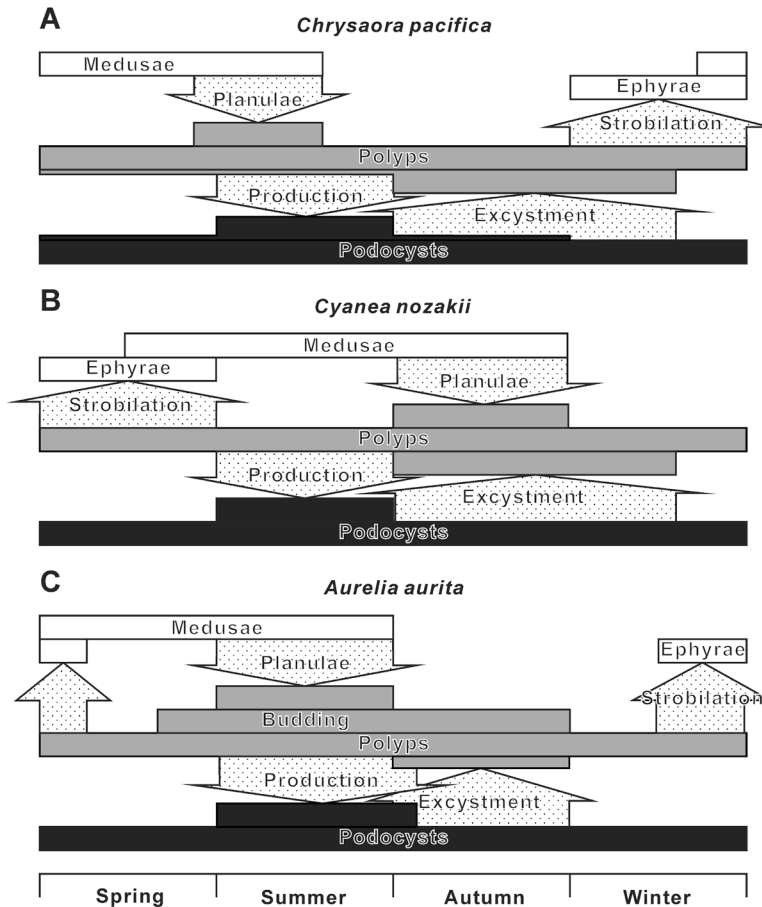 A
Chrysaora pacifica
Medusae
Planulae
Ephyrae
Strobilation
Polyps
Production
Excystment
Podocysts
B
Cyanea nozakii
Medusae
Ephyrae
Planulae
Strobilation
Polyps
Production
Excystment
Podocysts
C
Aurelia aurita
Medusae
Planulae
Ephyrae
Strobilation
Budding
Polyps
Production
Excystment
Podocysts
Spring Summer Autumn Winter